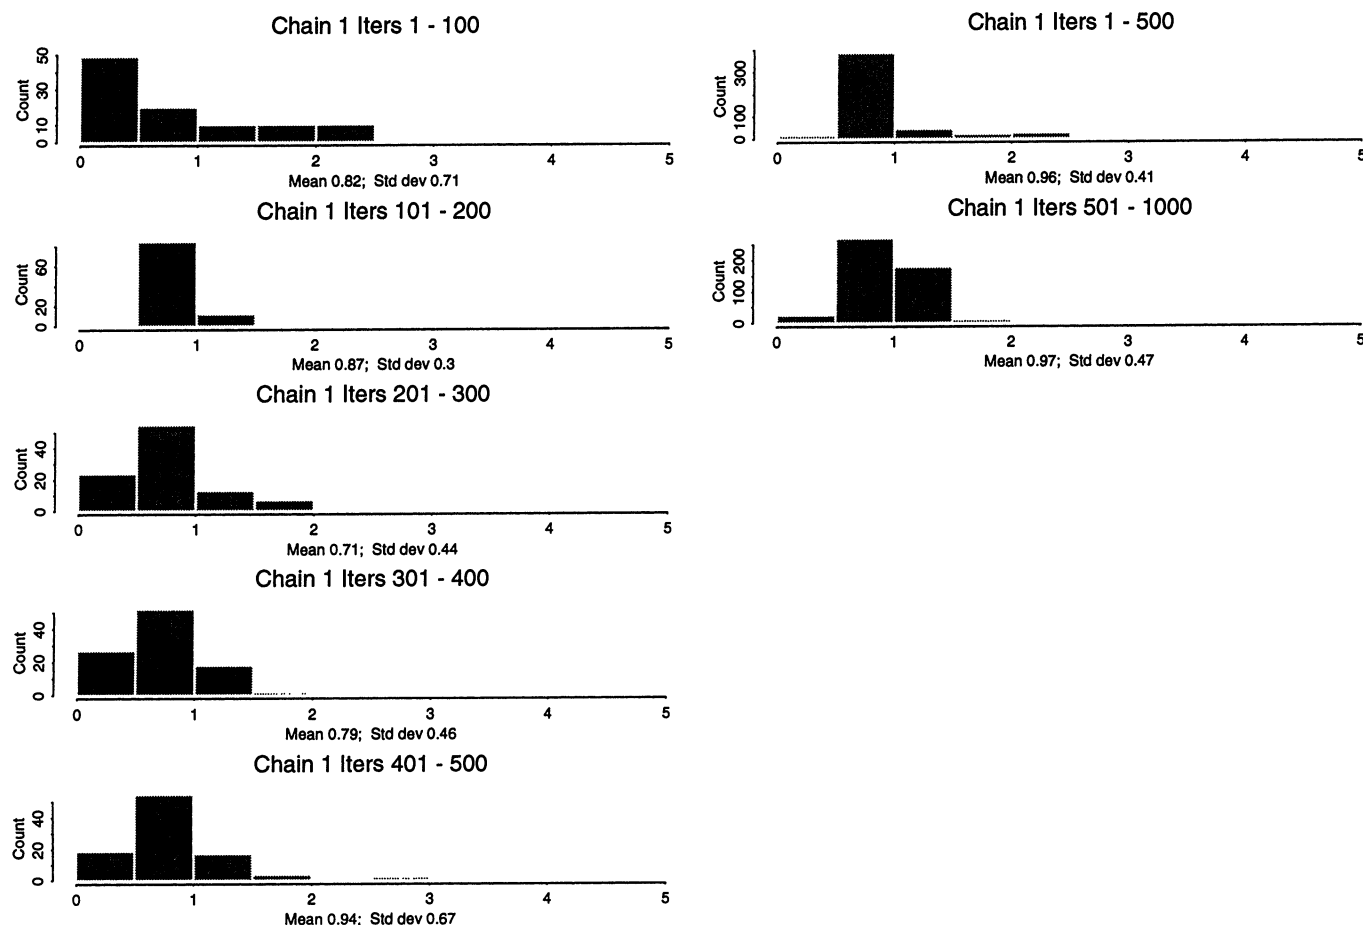 Chain 1 Iters 1 - 100
Count
0 10 30 50
0 1 2 3 4 5
Mean 0.82; Std dev 0.71
Chain 1 Iters 101 - 200
Count
0 20 60
0 1 2 3 4 5
Mean 0.87; Std dev 0.3
Chain 1 Iters 201 - 300
Count
0 20 40
0 1 2 3 4 5
Mean 0.71; Std dev 0.44
Chain 1 Iters 301 - 400
Count
0 20 40
0 1 2 3 4 5
Mean 0.79; Std dev 0.46
Chain 1 Iters 401 - 500
Count
0 20 40
0 1 2 3 4 5
Mean 0.94; Std dev 0.67
Chain 1 Iters 1 - 500
Count
0 100 300
0 1 2 3 4 5
Mean 0.96; Std dev 0.41
Chain 1 Iters 501 - 1000
Count
0 100 200
0 1 2 3 4 5
Mean 0.97; Std dev 0.47